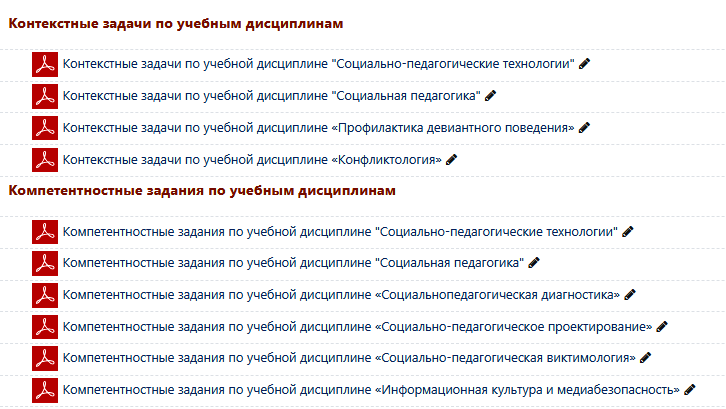 Контекстные задачи по учебным дисциплинам
Контекстные задачи по учебной дисциплине "Социально-педагогические технологии"
Контекстные задачи по учебной дисциплине "Социальная педагогика"
Контекстные задачи по учебной дисциплине «Профилактика девиантного поведения»
Контекстные задачи по учебной дисциплине «Конфликтология»
Компетентностные задания по учебным дисциплинам
Компетентностные задания по учебной дисциплине "Социально-педагогические технологии"
Компетентностные задания по учебной дисциплине "Социальная педагогика"
Компетентностные задания по учебной дисциплине «Социальнопедагогическая диагностика»
Компетентностные задания по учебной дисциплине «Социально-педагогическое проектирование»
Компетентностные задания по учебной дисциплине «Социально-педагогическая виктимология»
Компетентностные задания по учебной дисциплине «Информационная культура и медиабезопасность»